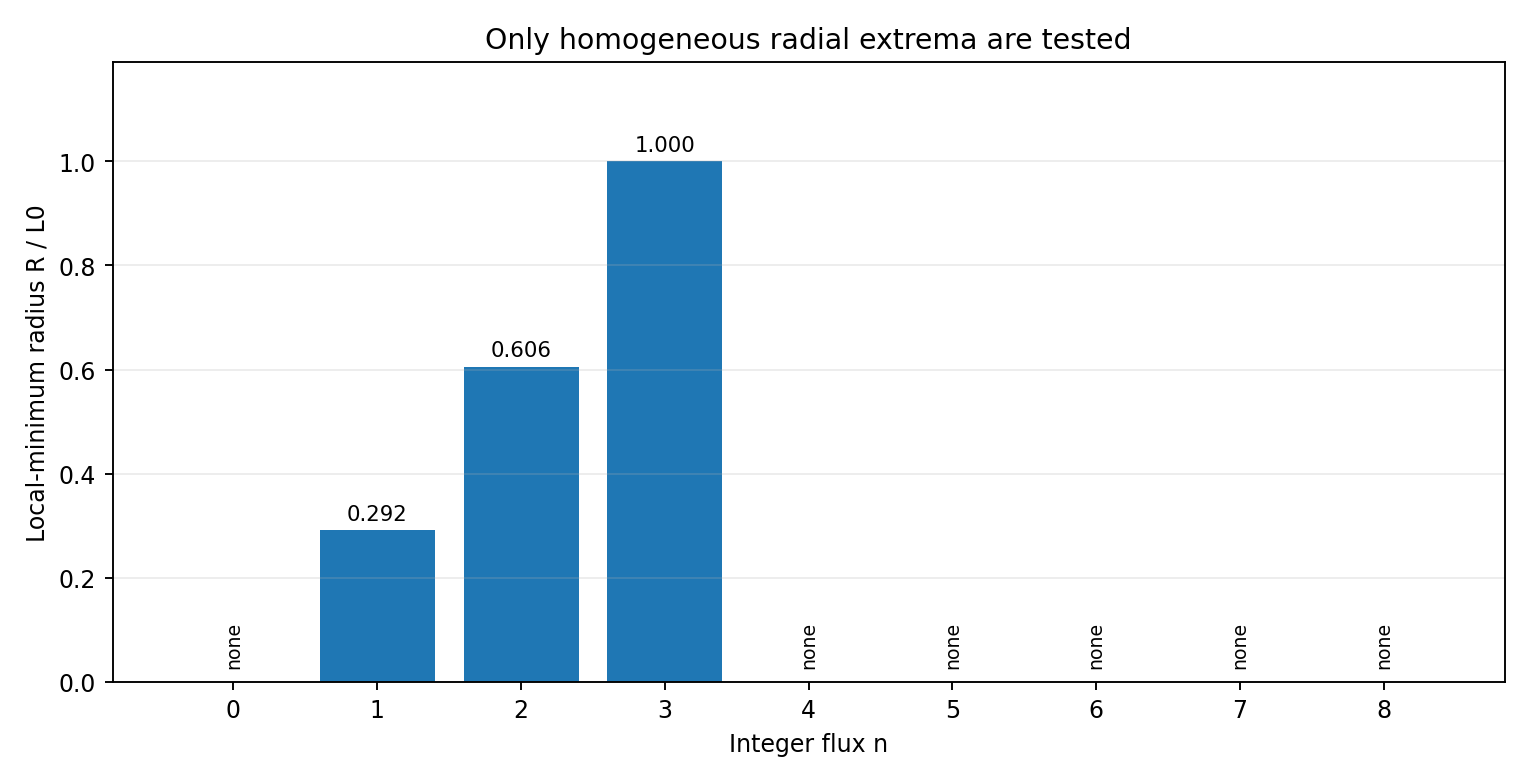 Only homogeneous radial extrema are tested
Local-minimum radius R / L0
1.0
0.8
0.6
0.4
0.2
0.0
none
0.292
0.606
1.000
none
none
none
none
none
0 1 2 3 4 5 6 7 8
Integer flux n